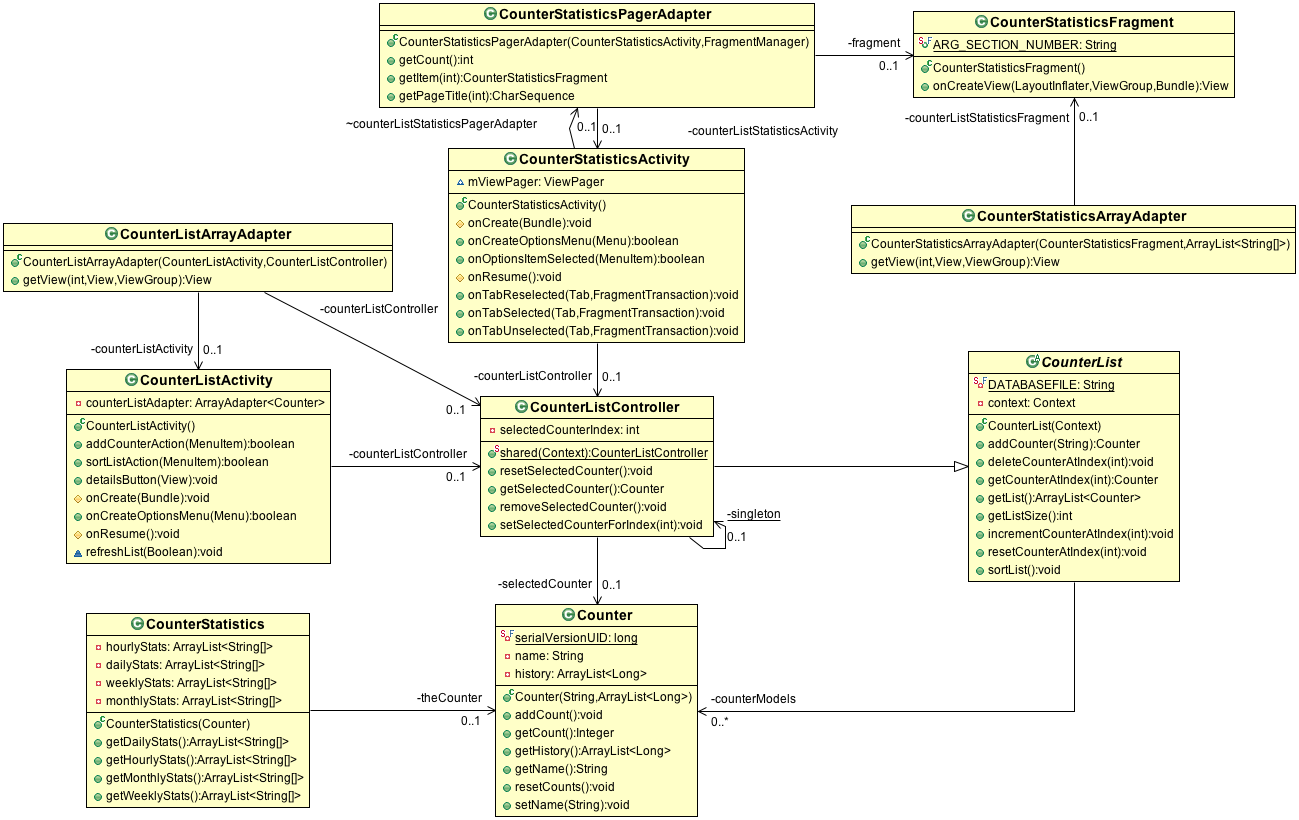 CounterStatisticsPagerAdapter
CounterStatisticsPagerAdapter(CounterStatisticsActivity,FragmentManager)
getCount():int
getItem(int):CounterStatisticsFragment
getPageTitle(int):CharSequence
-fragment
0..1
CounterStatisticsFragment
ARG_SECTION_NUMBER: String
CounterStatisticsFragment()
onCreateView(LayoutInflater,ViewGroup,Bundle):View
~counterListStatisticsPagerAdapter
0..1
0..1
-counterListStatisticsActivity
-counterListStatisticsFragment
0..1
CounterStatisticsActivity
mViewPager: ViewPager
CounterStatisticsActivity()
onCreate(Bundle):void
onCreateOptionsMenu(Menu):boolean
onOptionsItemSelected(MenuItem):boolean
onResume():void
onTabReselected(Tab,FragmentTransaction):void
onTabSelected(Tab,FragmentTransaction):void
onTabUnselected(Tab,FragmentTransaction):void
CounterStatisticsArrayAdapter
CounterStatisticsArrayAdapter(CounterStatisticsFragment,ArrayList<String[]>)
getView(int,View,ViewGroup):View
CounterListArrayAdapter
CounterListArrayAdapter(CounterListActivity,CounterListController)
getView(int,View,ViewGroup):View
-counterListController
0..1
-counterListActivity
0..1
-counterListController
0..1
CounterListActivity
counterListAdapter: ArrayAdapter<Counter>
CounterListActivity()
addCounterAction(MenuItem):boolean
sortListAction(MenuItem):boolean
detailsButton(View):void
onCreate(Bundle):void
onCreateOptionsMenu(Menu):boolean
onResume():void
refreshList(Boolean):void
-counterListController
0..1
CounterListController
selectedCounterIndex: int
shared(Context):CounterListController
resetSelectedCounter():void
getSelectedCounter():Counter
removeSelectedCounter():void
setSelectedCounterForIndex(int):void
-singleton
0..1
CounterList
DATABASEFILE: String
context: Context
CounterList(Context)
addCounter(String):Counter
deleteCounterAtIndex(int):void
getCounterAtIndex(int):Counter
getList():ArrayList<Counter>
getListSize():int
incrementCounterAtIndex(int):void
resetCounterAtIndex(int):void
sortList():void
-selectedCounter
0..1
CounterStatistics
hourlyStats: ArrayList<String[]>
dailyStats: ArrayList<String[]>
weeklyStats: ArrayList<String[]>
monthlyStats: ArrayList<String[]>
CounterStatistics(Counter)
getDailyStats():ArrayList<String[]>
getHourlyStats():ArrayList<String[]>
getMonthlyStats():ArrayList<String[]>
getWeeklyStats():ArrayList<String[]>
-theCounter
0..1
Counter
serialVersionUID: long
name: String
history: ArrayList<Long>
Counter(String,ArrayList<Long>)
addCount():void
getCount():Integer
getHistory():ArrayList<Long>
getName():String
resetCounts():void
setName(String):void
-counterModels
0..*